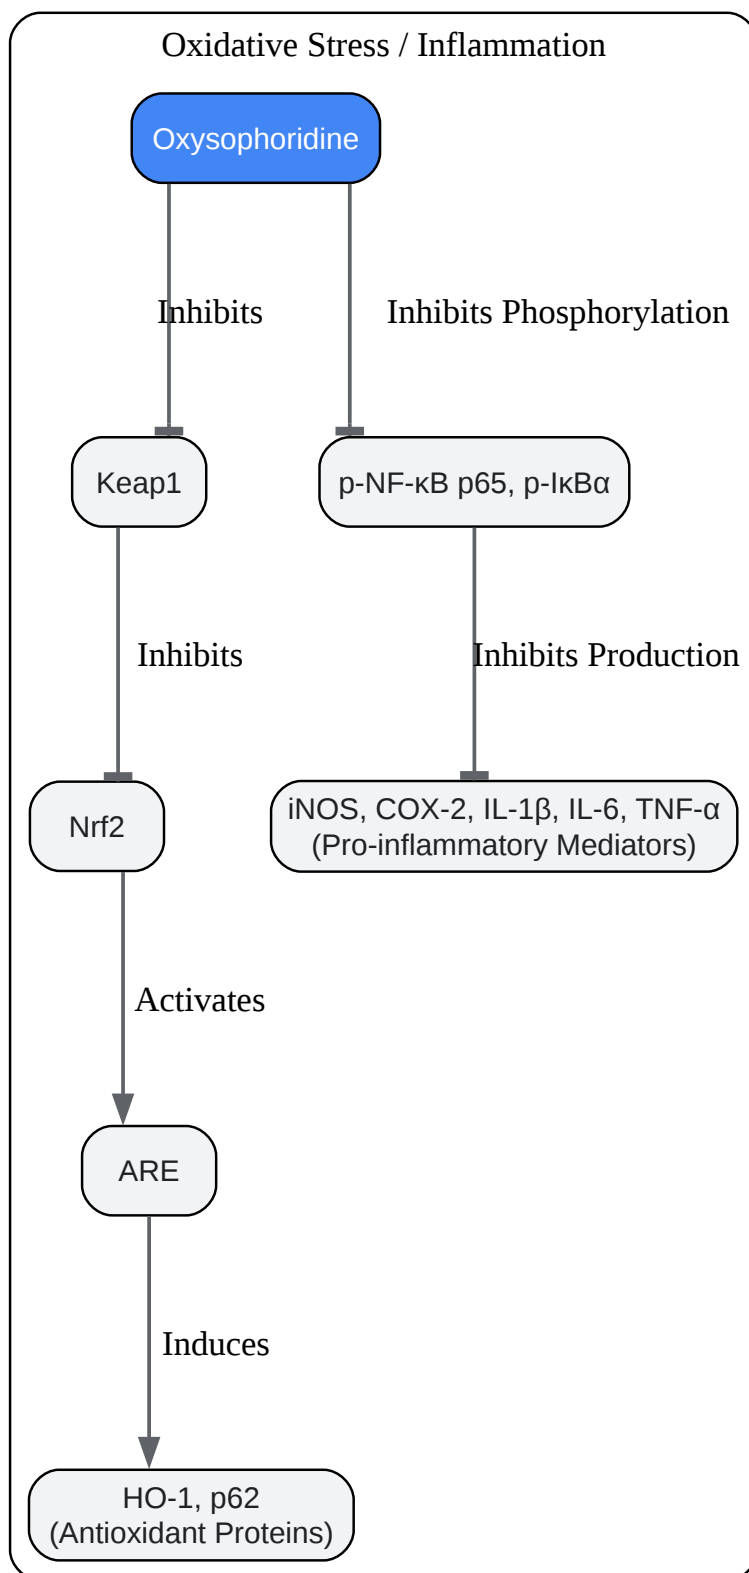 Oxidative Stress / Inflammation
Oxysophoridine
Inhibits
Inhibits Phosphorylation
Keap1
p-NF-κB p65, p-IκBα
Inhibits
Inhibits Production
Nrf2
iNOS, COX-2, IL-1β, IL-6, TNF-α
(Pro-inflammatory Mediators)
Activates
ARE
Induces
HO-1, p62
(Antioxidant Proteins)